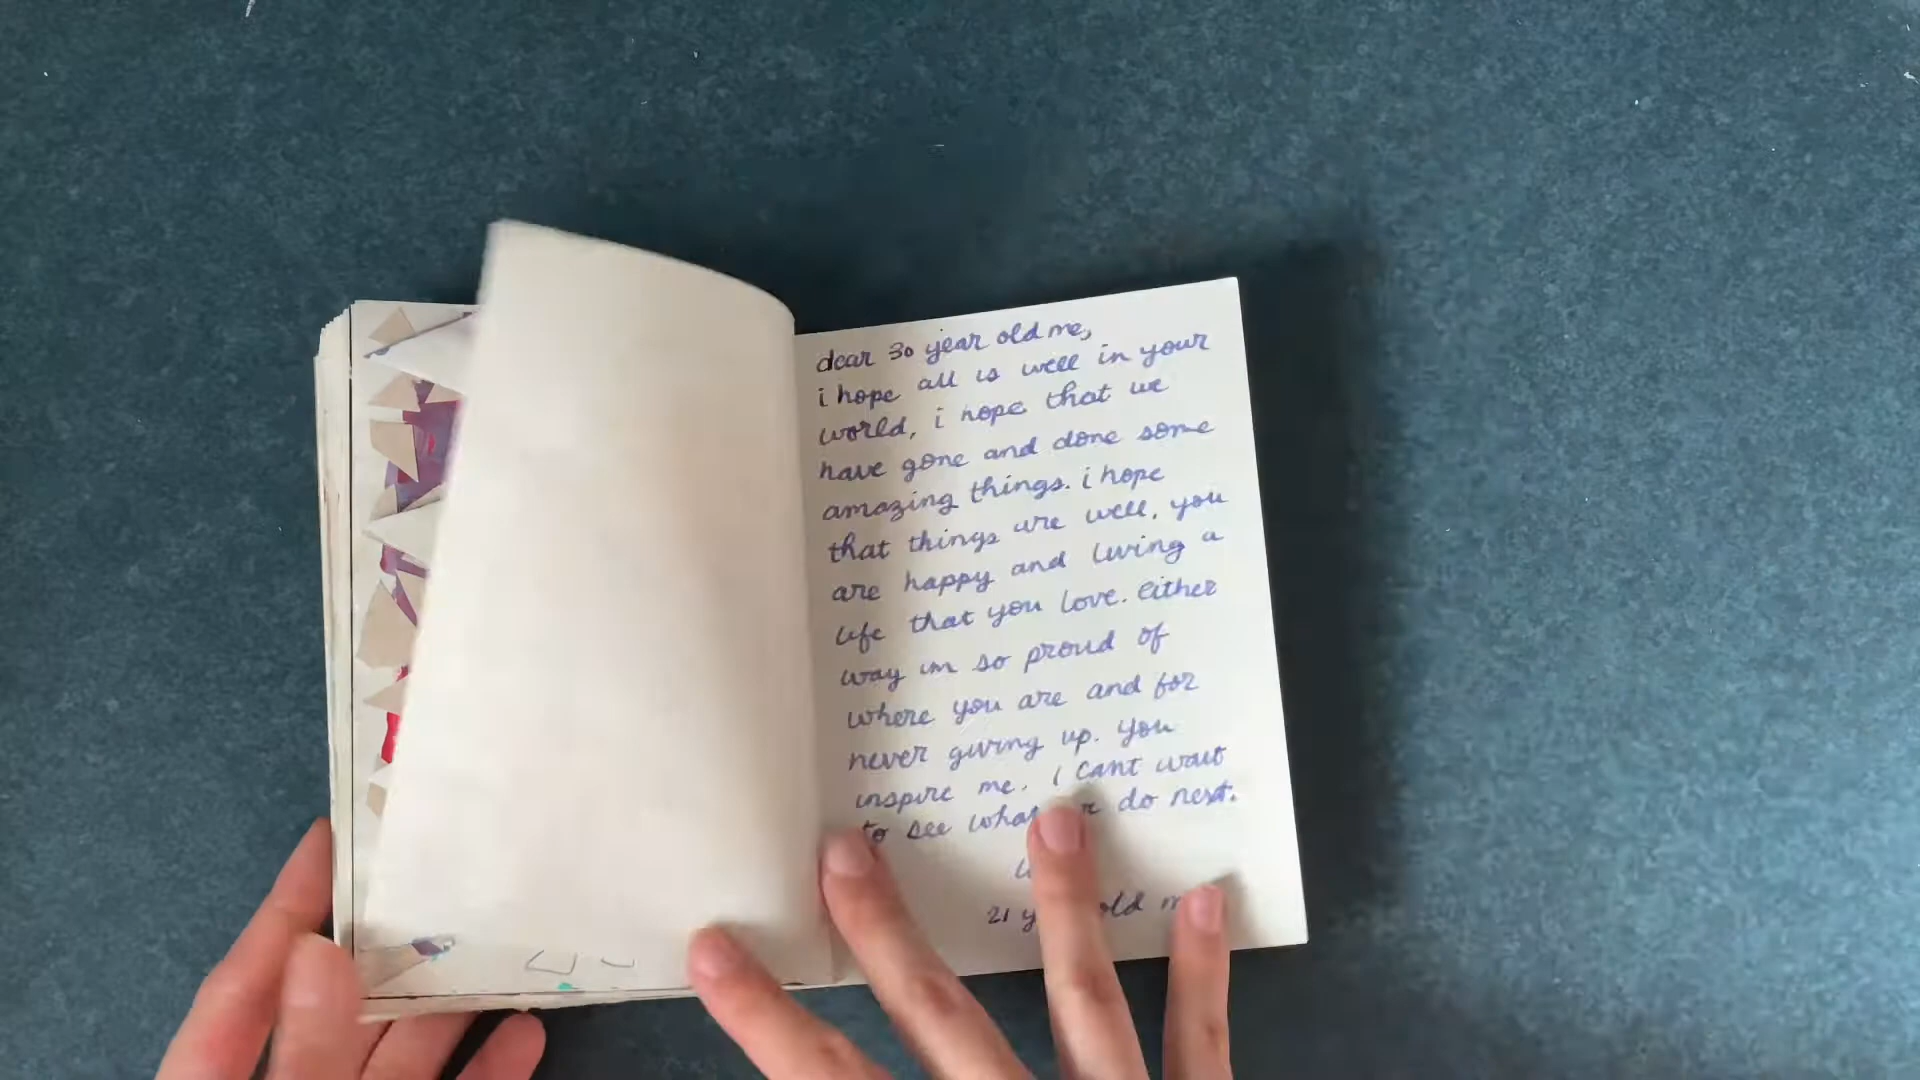 dear 30 year old me,
i hope all is well in your
world, i hope that we
have gone and done some
amazing things. i hope
that things are well, you
are happy and living a
life that you love. either
way im so proud of
where you are and for
never giving up. you
inspire me. i cant wait
to see what do next.
21 old